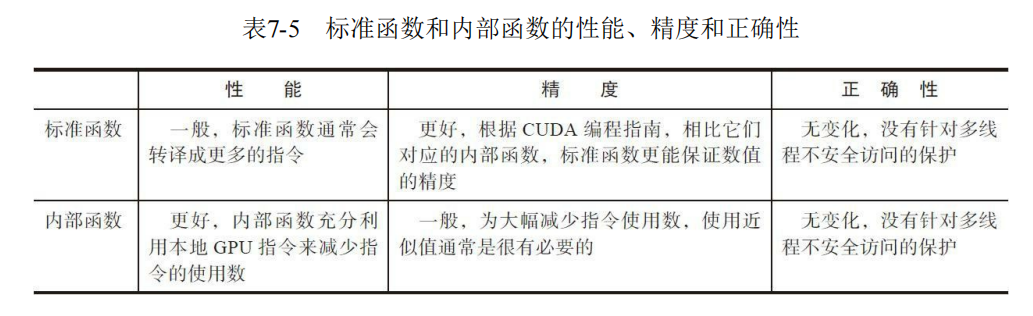 表7-5 标准函数和内部函数的性能、精度和正确性
性 能 精 度 正 确 性
标准函数 一般，标准函数通常会 更好，根据 CUDA 编程指南，相比它们 无变化，没有针对多线
转译成更多的指令 对应的内部函数，标准函数更能保证数值 程不安全访问的保护
的精度
内部函数 更好，内部函数充分利 一般，为大幅减少指令使用数，使用近 无变化，没有针对多线
用本地 GPU 指令来减少指 似值通常是很有必要的 程不安全访问的保护
令的使用数